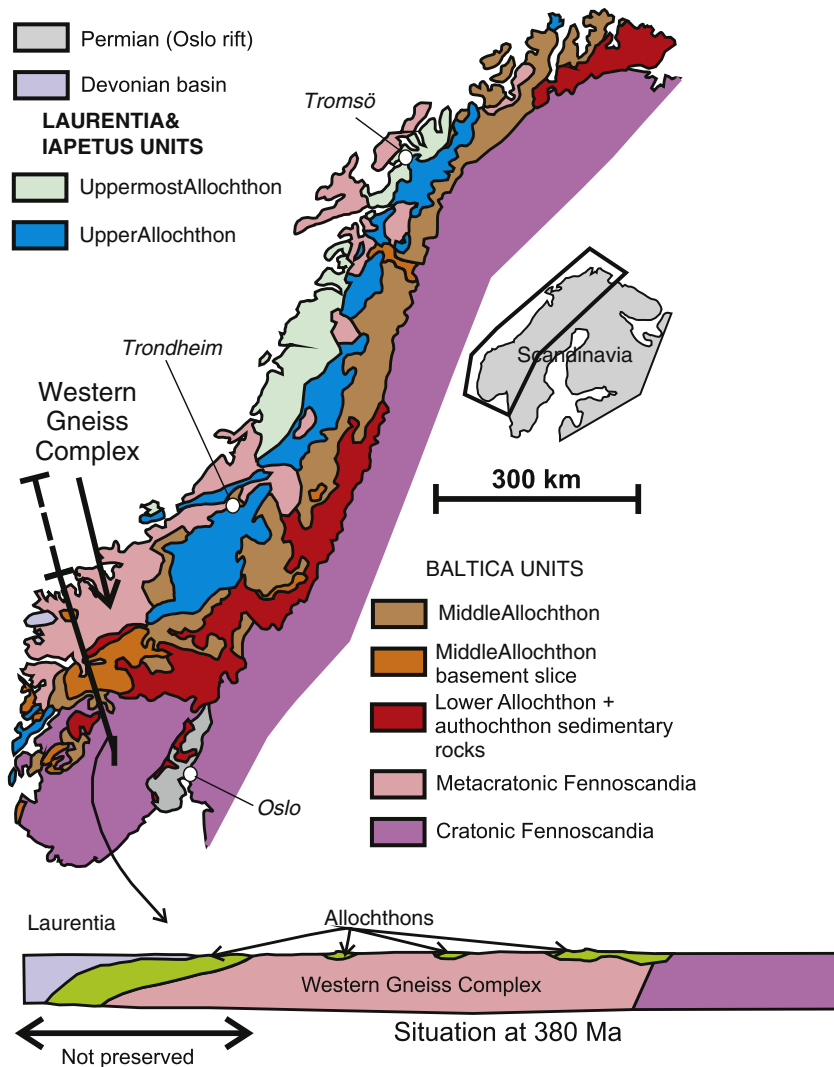 Permian (Oslo rift)
Devonian basin
LAURENTIA&
IAPETUS UNITS
UppermostAllochthon
UpperAllochthon
Tromsö
Trondheim
Scandinavia
Western
Gneiss
Complex
300 km
BALTICA UNITS
MiddleAllochthon
MiddleAllochthon
basement slice
Lower Allochthon +
authochthon sedimentary
rocks
Metacratonic Fennoscandia
Cratonic Fennoscandia
Oslo
Laurentia
Allochthons
Western Gneiss Complex
Situation at 380 Ma
Not preserved